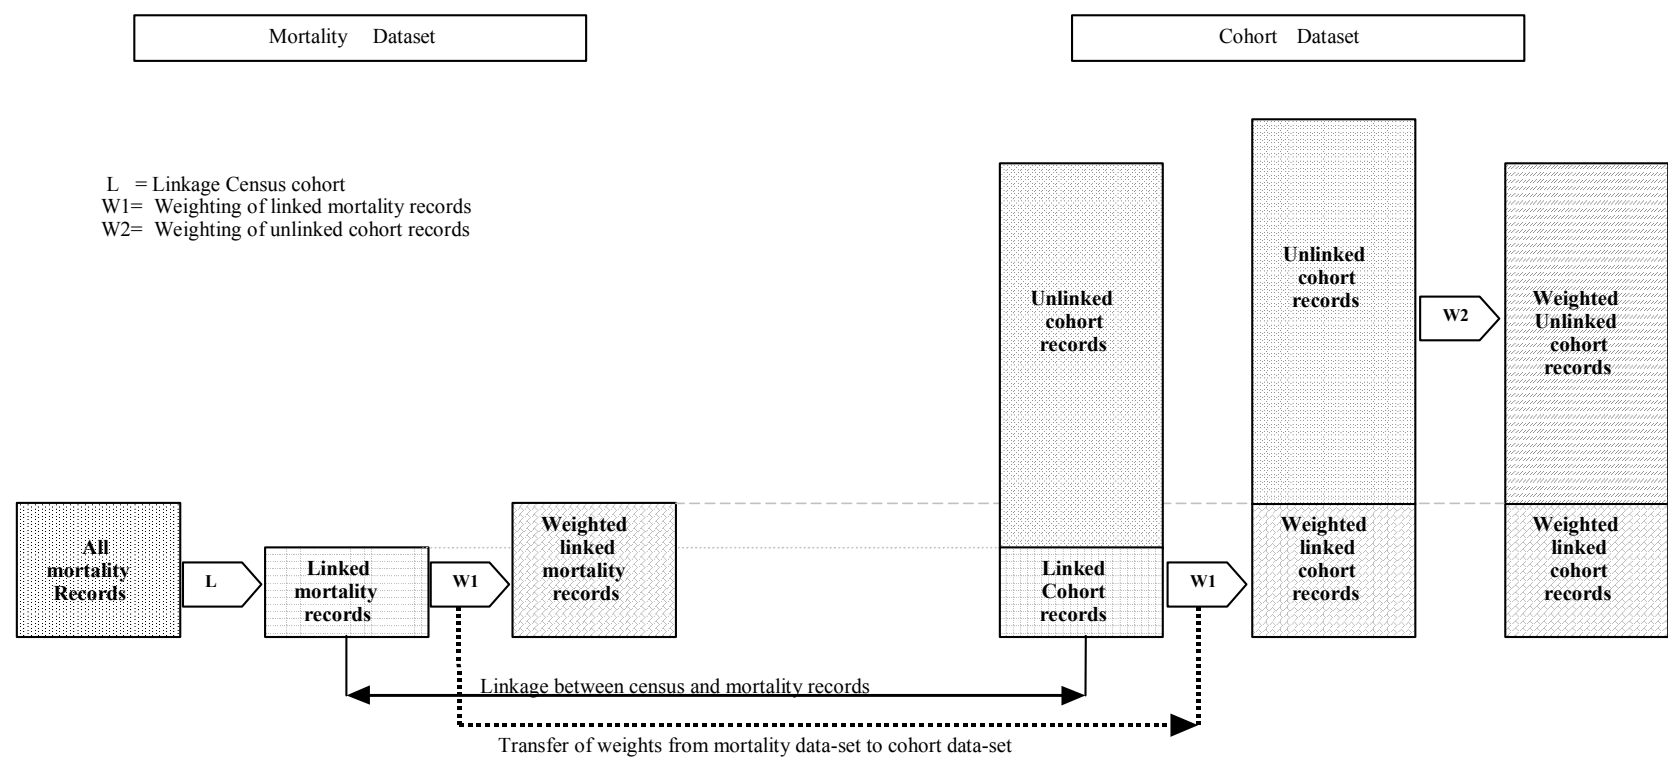 Mortality Dataset
Cohort Dataset
L = Linkage Census cohort
W1= Weighting of linked mortality records
W2= Weighting of unlinked cohort records
All
mortality
Records
L
Linked
mortality
records
W1
Weighted
linked
mortality
records
Unlinked
cohort
records
Linked
Cohort
records
W1
Unlinked
cohort
records
Weighted
linked
cohort
records
W2
Weighted
Unlinked
cohort
records
Weighted
linked
cohort
records
Linkage between census and mortality records
Transfer of weights from mortality data-set to cohort data-set